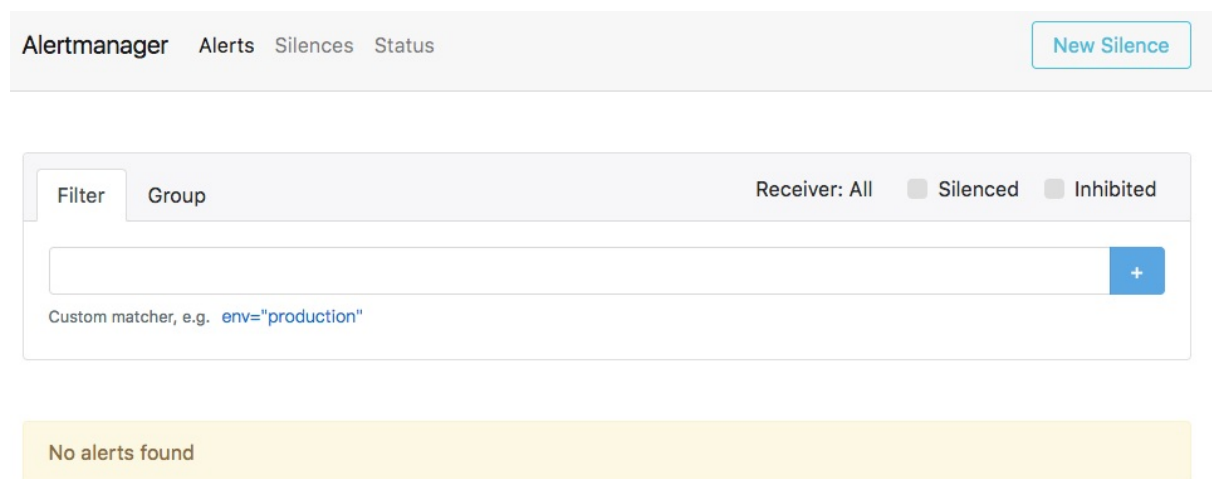 Alertmanager Alerts Silences Status New Silence
Filter Group Receiver: All Silenced Inhibited
+
Custom matcher, e.g. env="production"
No alerts found